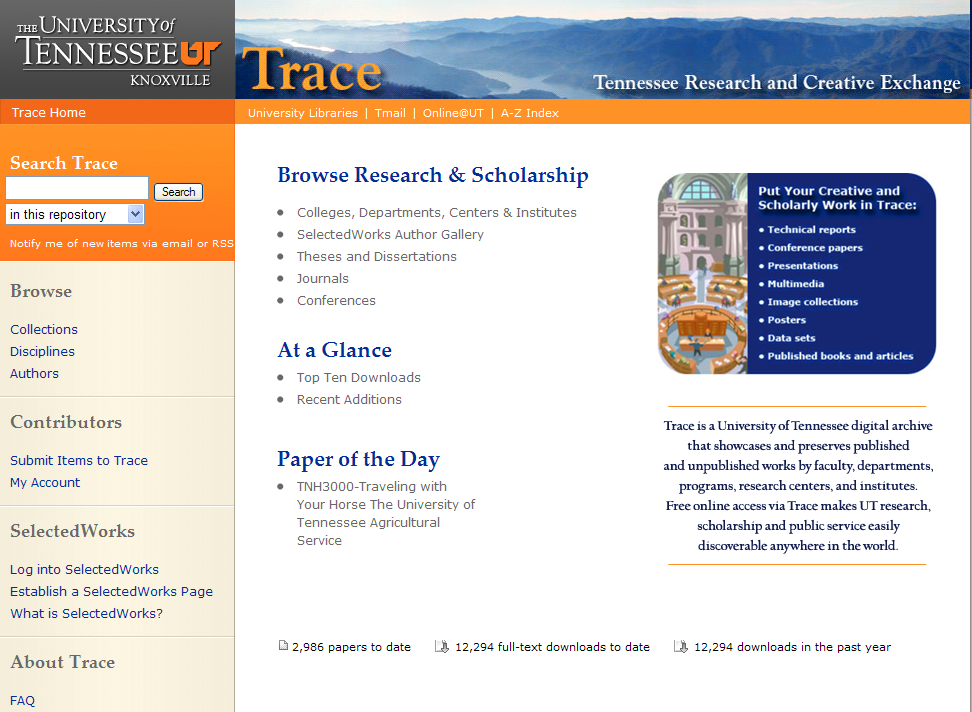 THE UNIVERSITY of
TENNESSEE UT
KNOXVILLE
Trace
Tennessee Research and Creative Exchange
Trace Home
University Libraries | Tmail | Online@UT | A-Z Index
Search Trace
Search
in this repository
Notify me of new items via email or RSS
Browse
Collections
Disciplines
Authors
Contributors
Submit Items to Trace
My Account
SelectedWorks
Log into SelectedWorks
Establish a SelectedWorks Page
What is SelectedWorks?
About Trace
FAQ
Browse Research & Scholarship
• Colleges, Departments, Centers & Institutes
• SelectedWorks Author Gallery
• Theses and Dissertations
• Journals
• Conferences
At a Glance
• Top Ten Downloads
• Recent Additions
Paper of the Day
• TNH3000-Traveling with
Your Horse The University of
Tennessee Agricultural
Service
Put Your Creative and
Scholarly Work in Trace:
• Technical reports
• Conference papers
• Presentations
• Multimedia
• Image collections
• Posters
• Data sets
• Published books and articles
Trace is a University of Tennessee digital archive
that showcases and preserves published
and unpublished works by faculty, departments,
programs, research centers, and institutes.
Free online access via Trace makes UT research,
scholarship and public service easily
discoverable anywhere in the world.
2,986 papers to date
12,294 full-text downloads to date
12,294 downloads in the past year